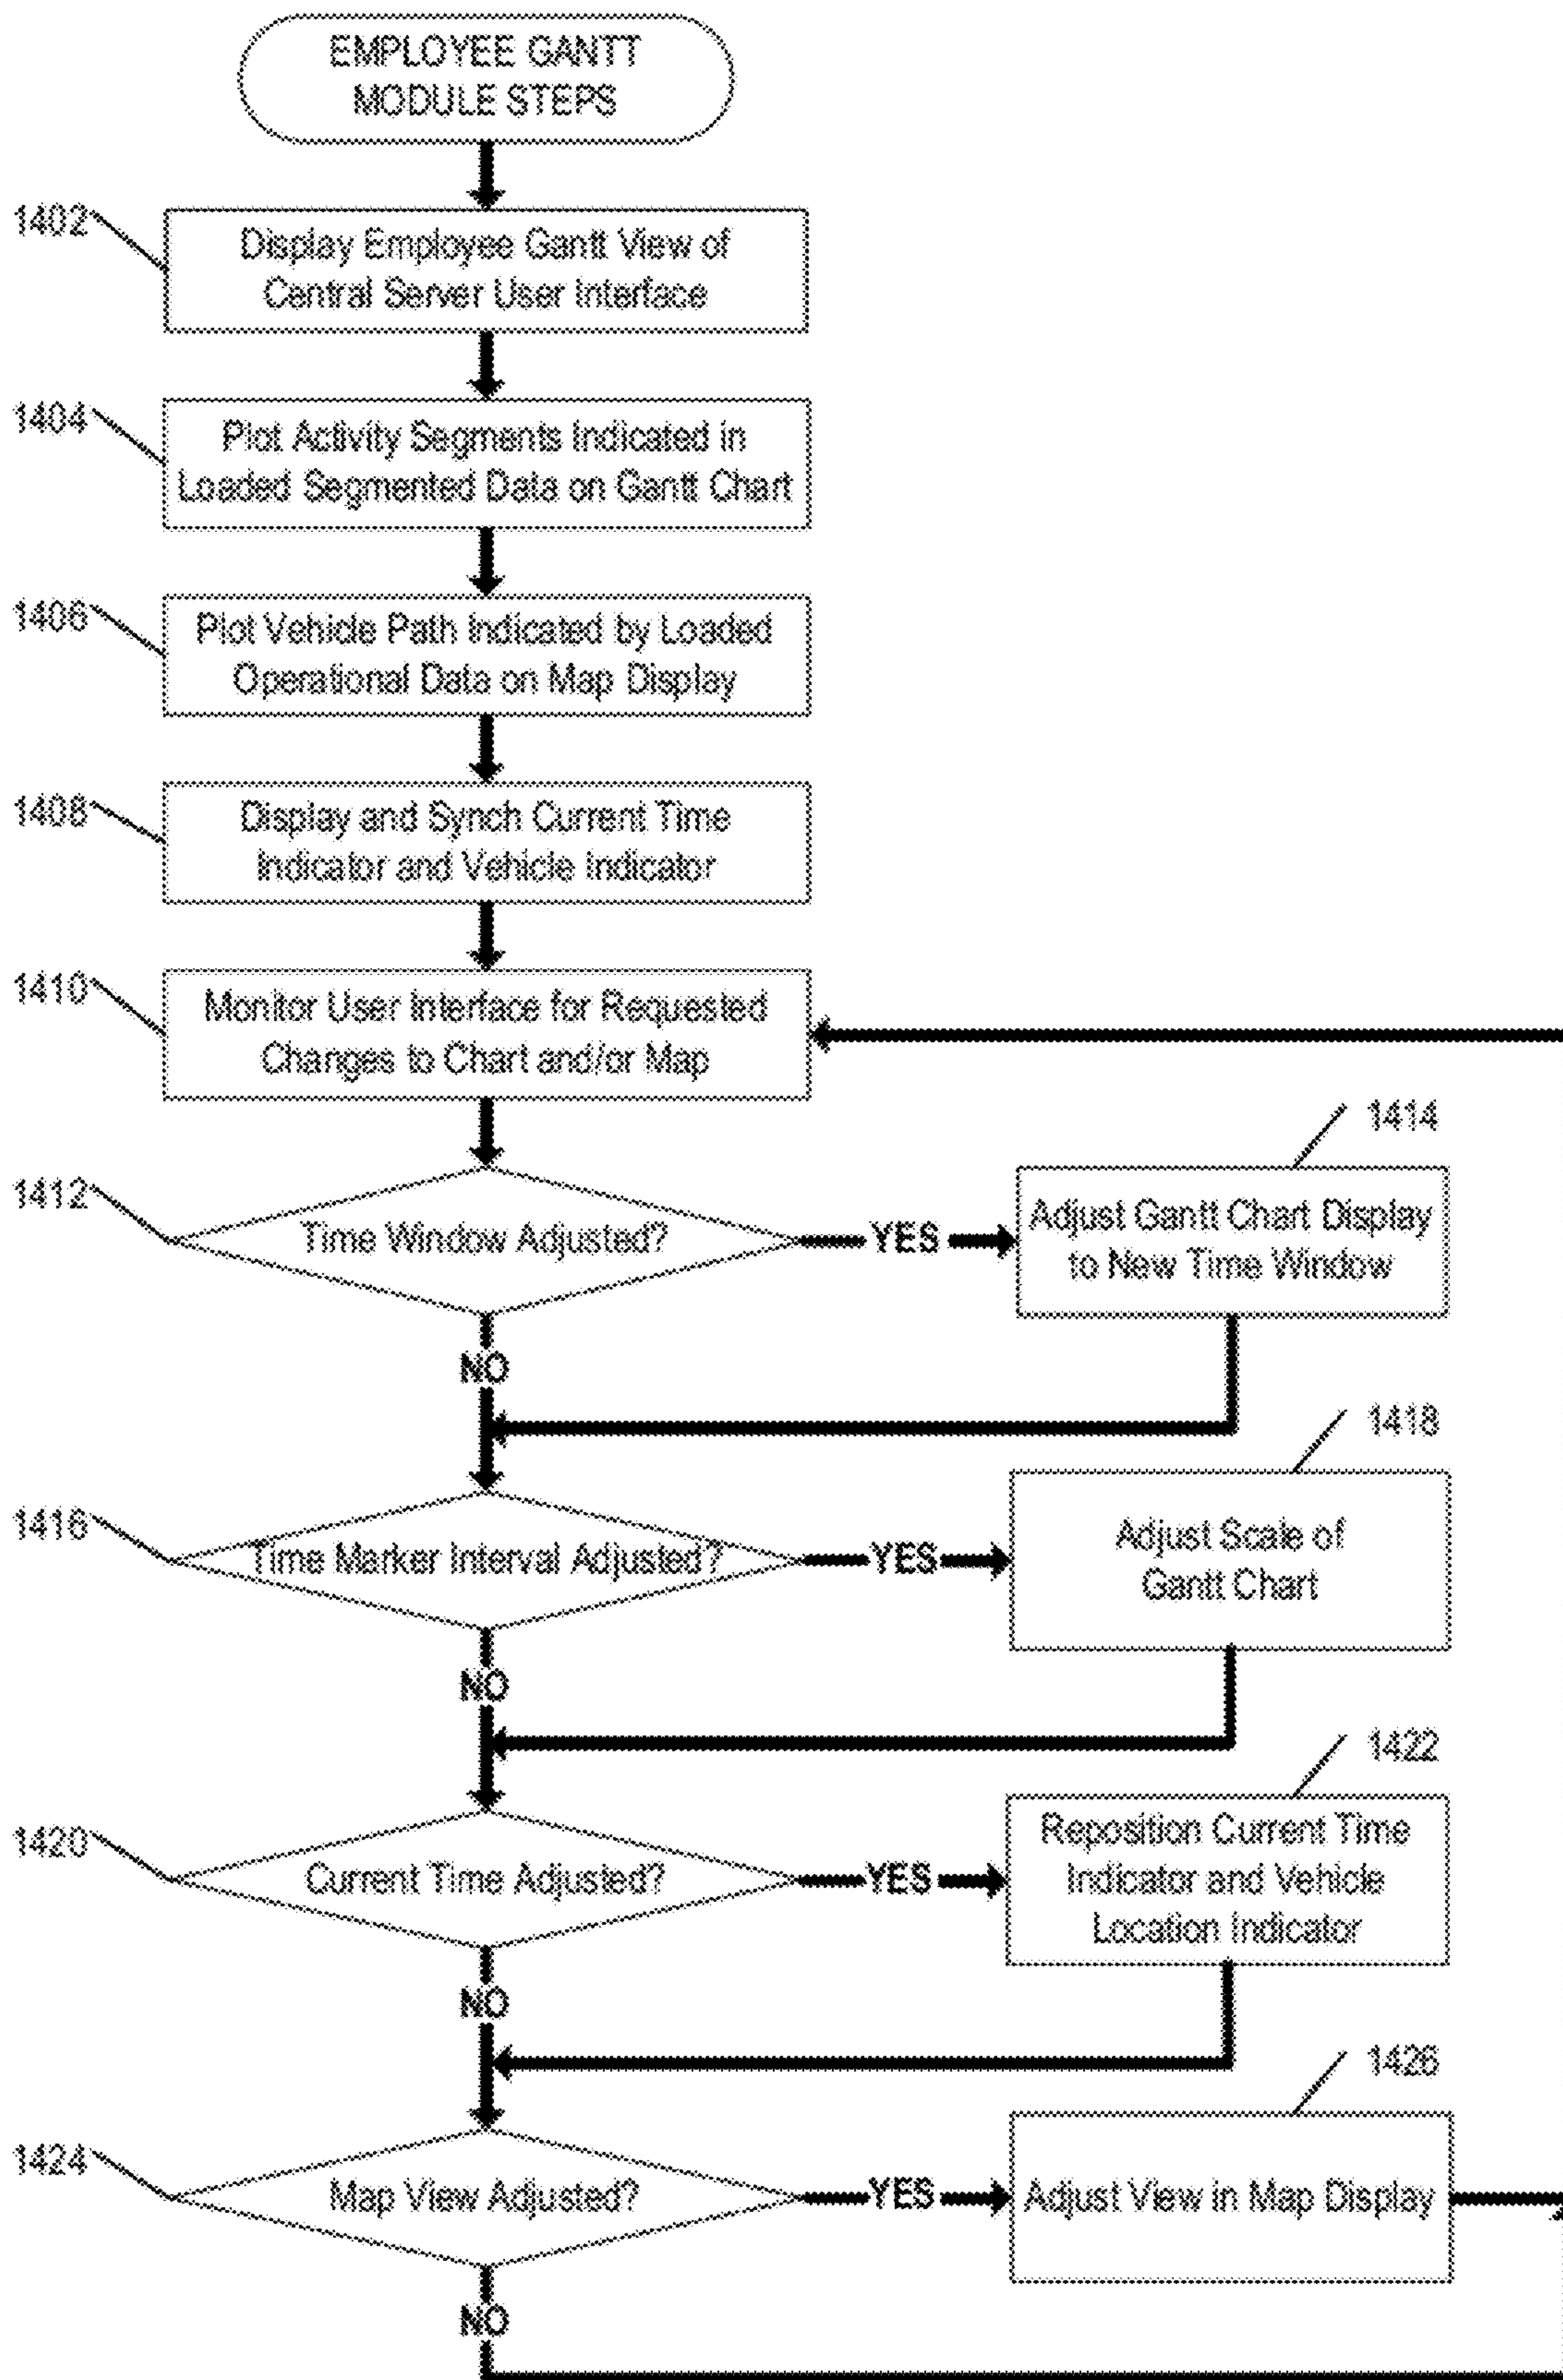 EMPLOYEE GANTT
MODULE STEPS
1402
Display Employee Gantt View of
Central Server User Interface
1404
Plot Activity Segments Indicated in
Loaded Segmented Data on Gantt Chart
1406
Plot Vehicle Path Indicated by Loaded
Operational Data on Map Display
1408
Display and Synch Current Time
Indicator and Vehicle Indicator
1410
Monitor User Interface for Requested
Changes to Chart and/or Map
1412
Time Window Adjusted?
YES
1414
Adjust Gantt Chart Display
to New Time Window
NO
1416
Time Marker Interval Adjusted?
YES
1418
Adjust Scale of
Gantt Chart
NO
1420
Current Time Adjusted?
YES
1422
Reposition Current Time
Indicator and Vehicle
Location Indicator
NO
1424
Map View Adjusted?
YES
1426
Adjust View in Map Display
NO